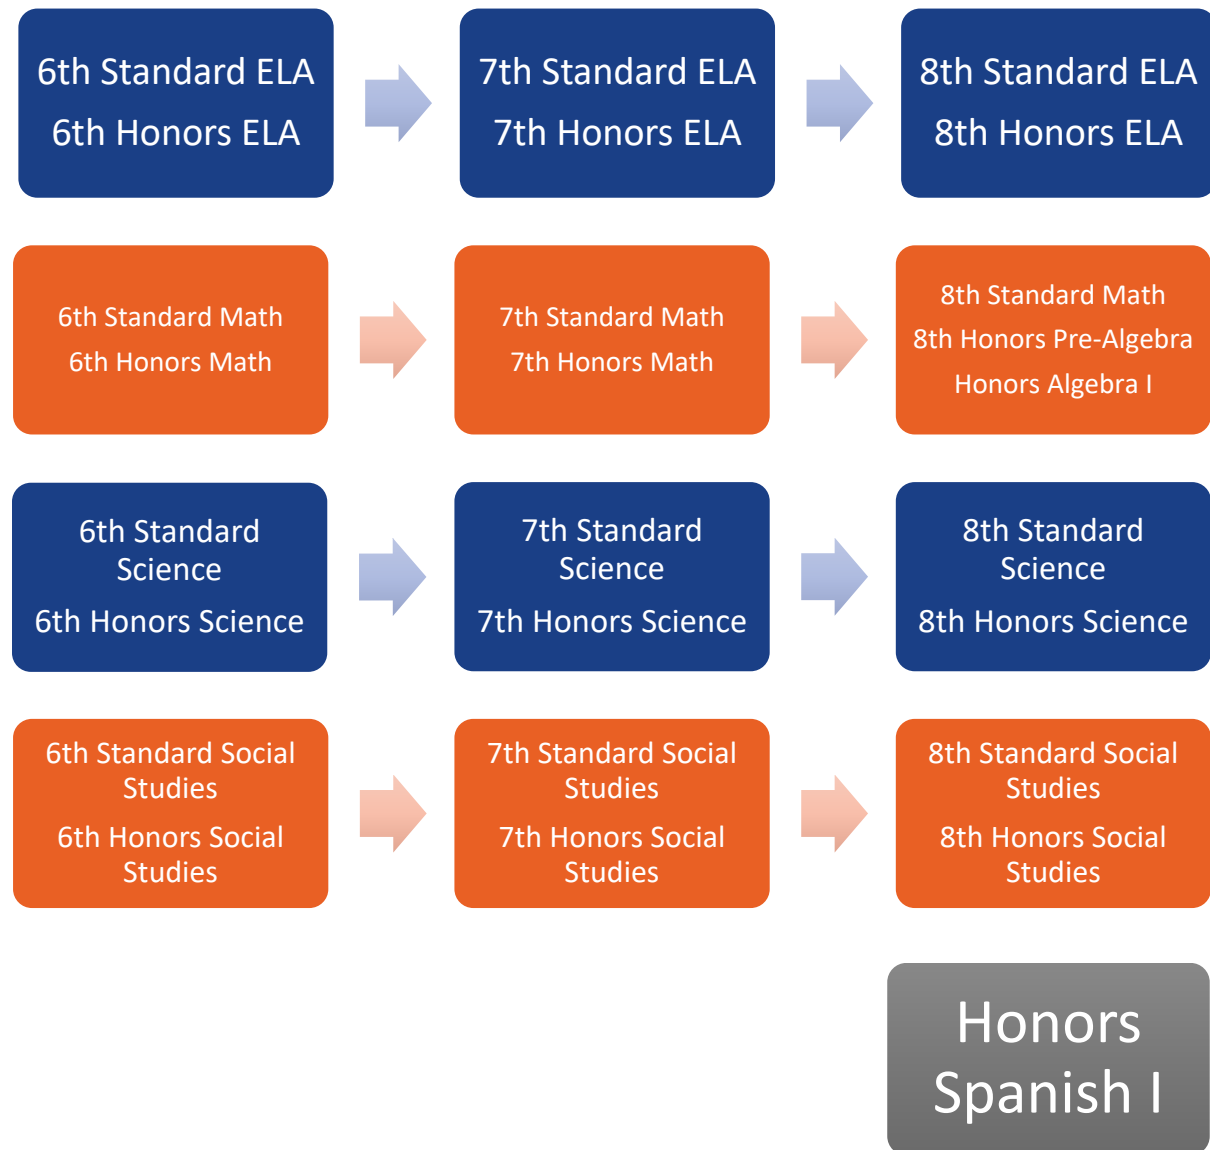 6th Standard ELA
6th Honors ELA
7th Standard ELA
7th Honors ELA
8th Standard ELA
8th Honors ELA
6th Standard Math
6th Honors Math
7th Standard Math
7th Honors Math
8th Standard Math
8th Honors Pre-Algebra
Honors Algebra I
6th Standard
Science
6th Honors Science
7th Standard
Science
7th Honors Science
8th Standard
Science
8th Honors Science
6th Standard Social
Studies
6th Honors Social
Studies
7th Standard Social
Studies
7th Honors Social
Studies
8th Standard Social
Studies
8th Honors Social
Studies
Honors
Spanish I